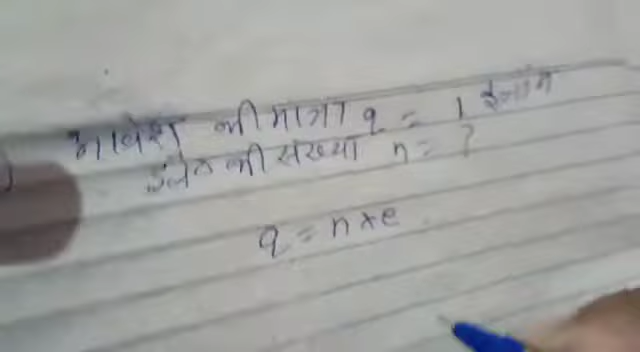 आवेश की मात्रा q = 1
की संख्या n = ?
q = n×e